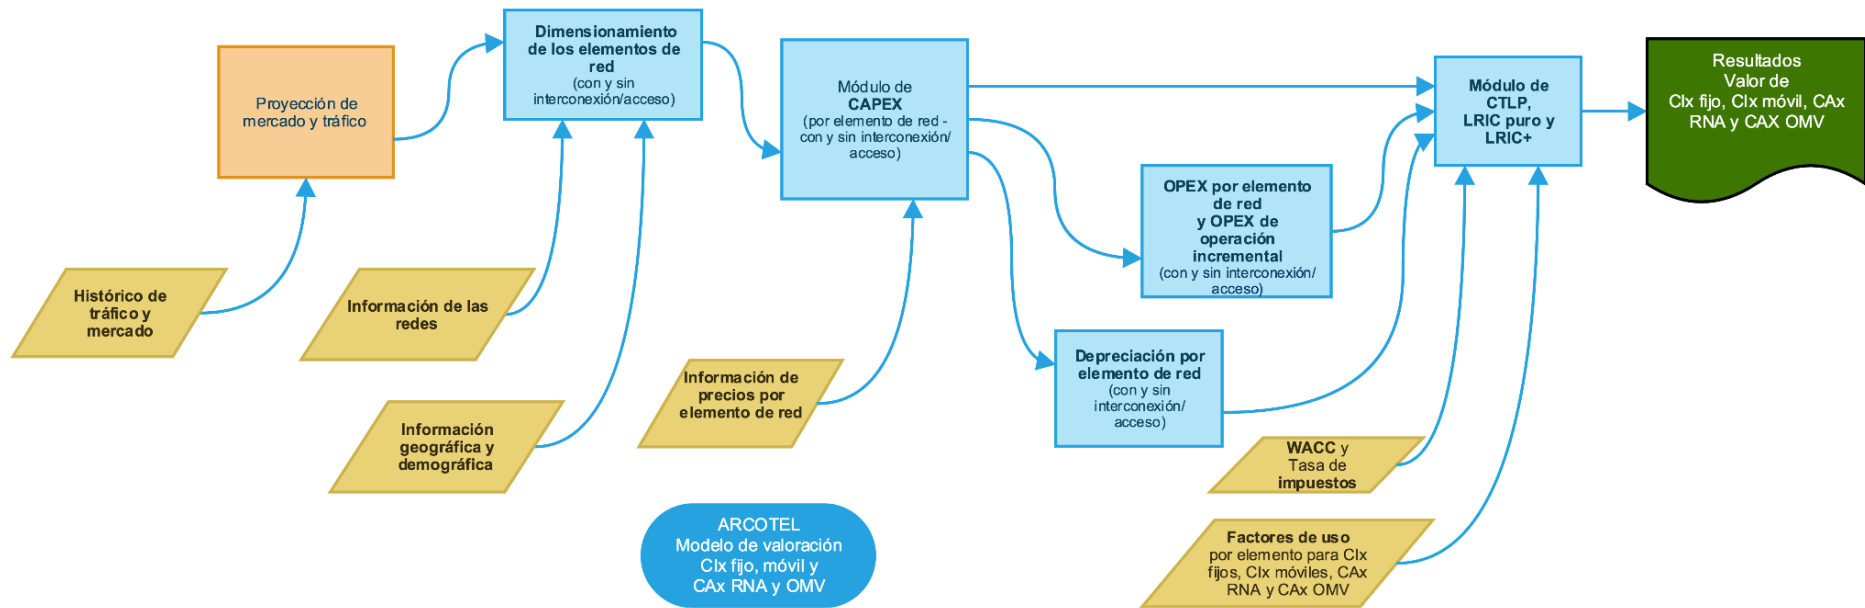 Proyección de
mercado y tráfico
Dimensionamiento
de los elementos de
red
(con y sin
interconexión/acceso)
Módulo de
CAPEX
(por elemento de red -
con y sin interconexión/
acceso)
Módulo de
CTLP,
LRIC puro y
LRIC+
Resultados
Valor de
CIx fijo, CIx móvil, CAx
RNA y CAX OMV
OPEX por elemento
de red
y OPEX de
operación
incremental
(con y sin interconexión/
acceso)
Histórico de
tráfico y
mercado
Información de las
redes
Información de
precios por
elemento de red
Depreciación por
elemento de red
(con y sin
interconexión/
acceso)
Información
geográfica y
demográfica
WACC y
Tasa de
impuestos
ARCOTEL
Modelo de valoración
CIx fijo, móvil y
CAx RNA y OMV
Factores de uso
por elemento para CIx
fijos, CIx móviles, CAx
RNA y CAx OMV